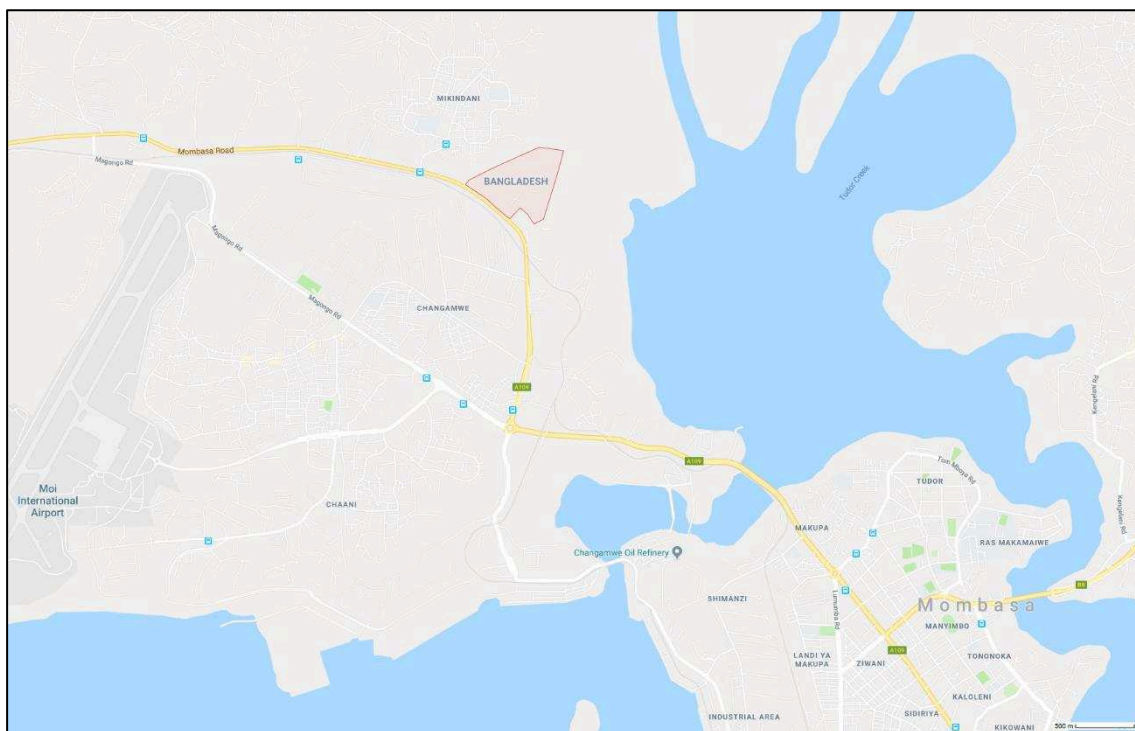 MIKINDANI
Mombasa Road
Magongo Rd
BANGLADESH
Tudor Creek
Magongo Rd
Magongo Rd
CHANGAMWE
A109
Moi
International
Airport
CHAANI
A109
Tom Mboya Rd
TUDOR
MAKUPA
RAS MAKAMAIWE
Changamwe Oil Refinery
SHIMANZI
Lumumba Rd
B8
Mombasa
MANYIMBO
LANDI YA
MAKUPA
ZIWANI
A109
TONONOKA
KALOLENI
SIDIRIYA
INDUSTRIAL AREA
KIKOWANI
500 m